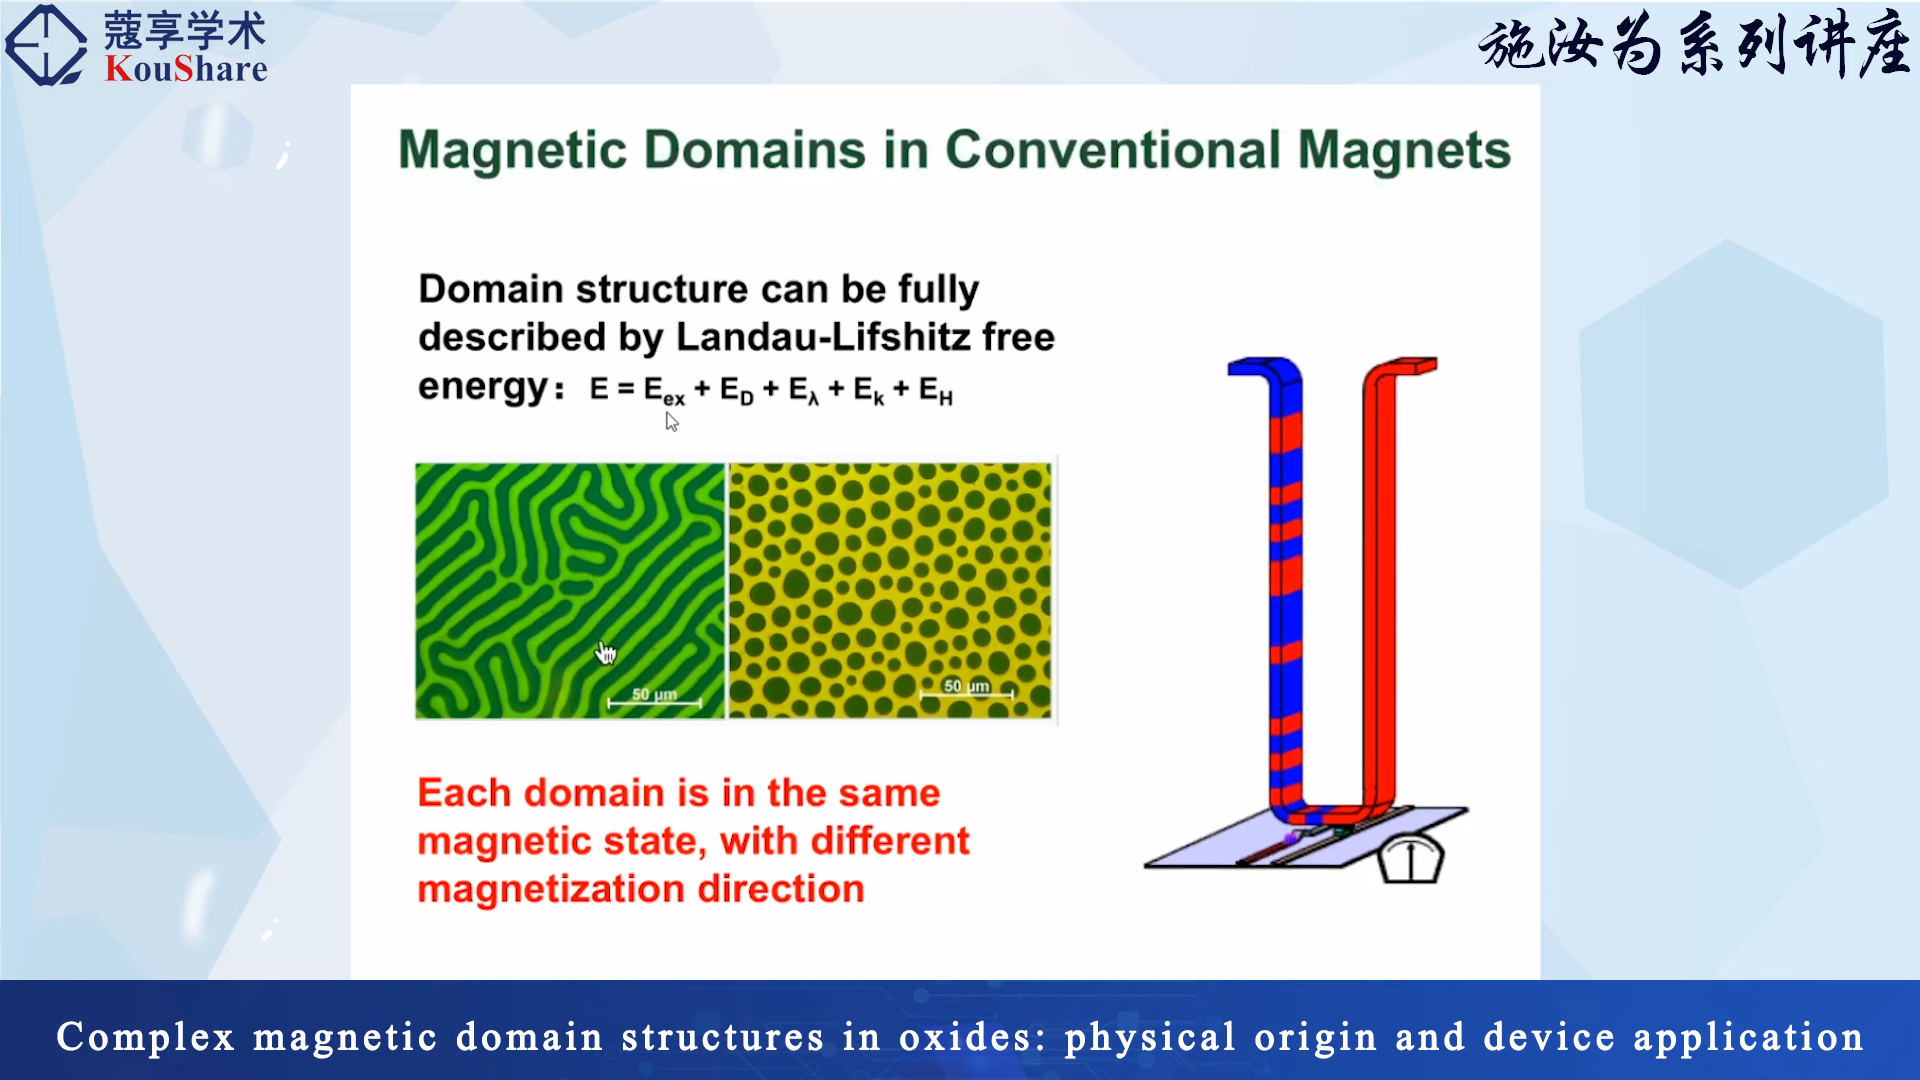 蔻享学术
KouShare
施汝为系列讲座
Magnetic Domains in Conventional Magnets
Domain structure can be fully
described by Landau-Lifshitz free
energy：E = Eex + ED + Eλ + Ek + EH
50 μm
50 μm
Each domain is in the same
magnetic state, with different
magnetization direction
Complex magnetic domain structures in oxides: physical origin and device application